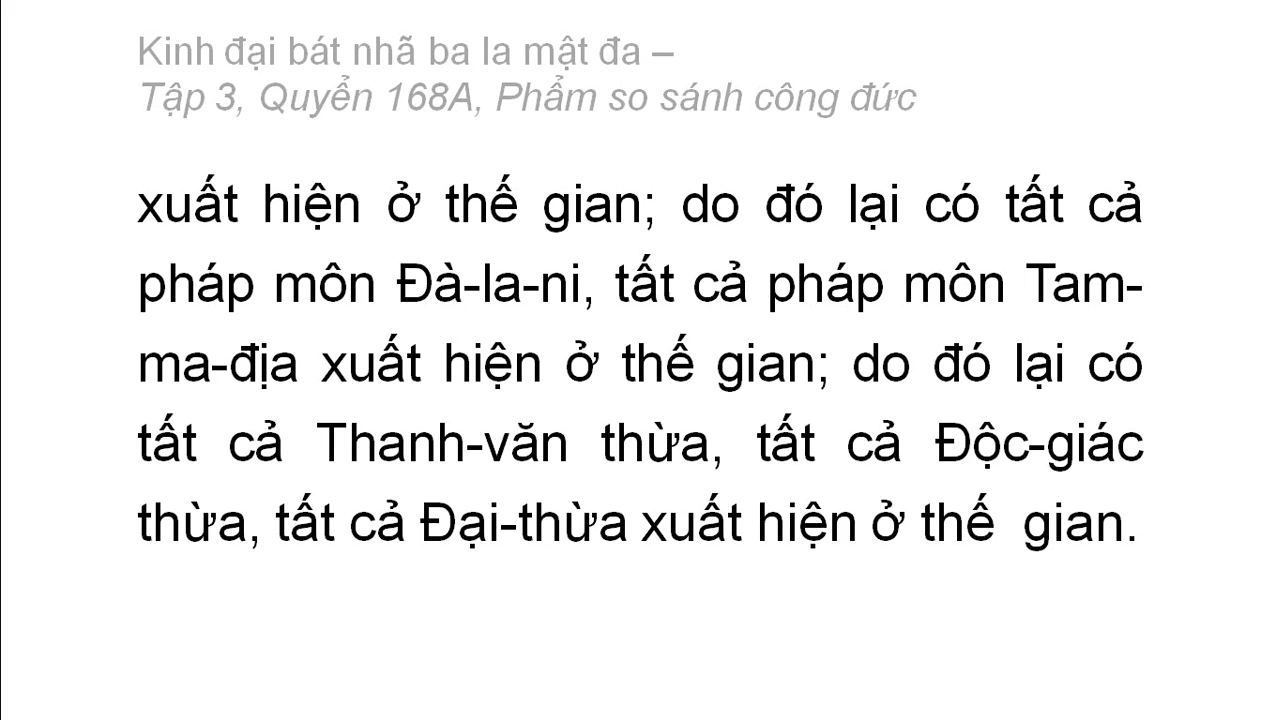 Kinh đại bát nhã ba la mật đa –
Tập 3, Quyển 168A, Phẩm so sánh công đức
xuất hiện ở thế gian; do đó lại có tất cả
pháp môn Đà-la-ni, tất cả pháp môn Tam-
ma-địa xuất hiện ở thế gian; do đó lại có
tất cả Thanh-văn thừa, tất cả Độc-giác
thừa, tất cả Đại-thừa xuất hiện ở thế gian.